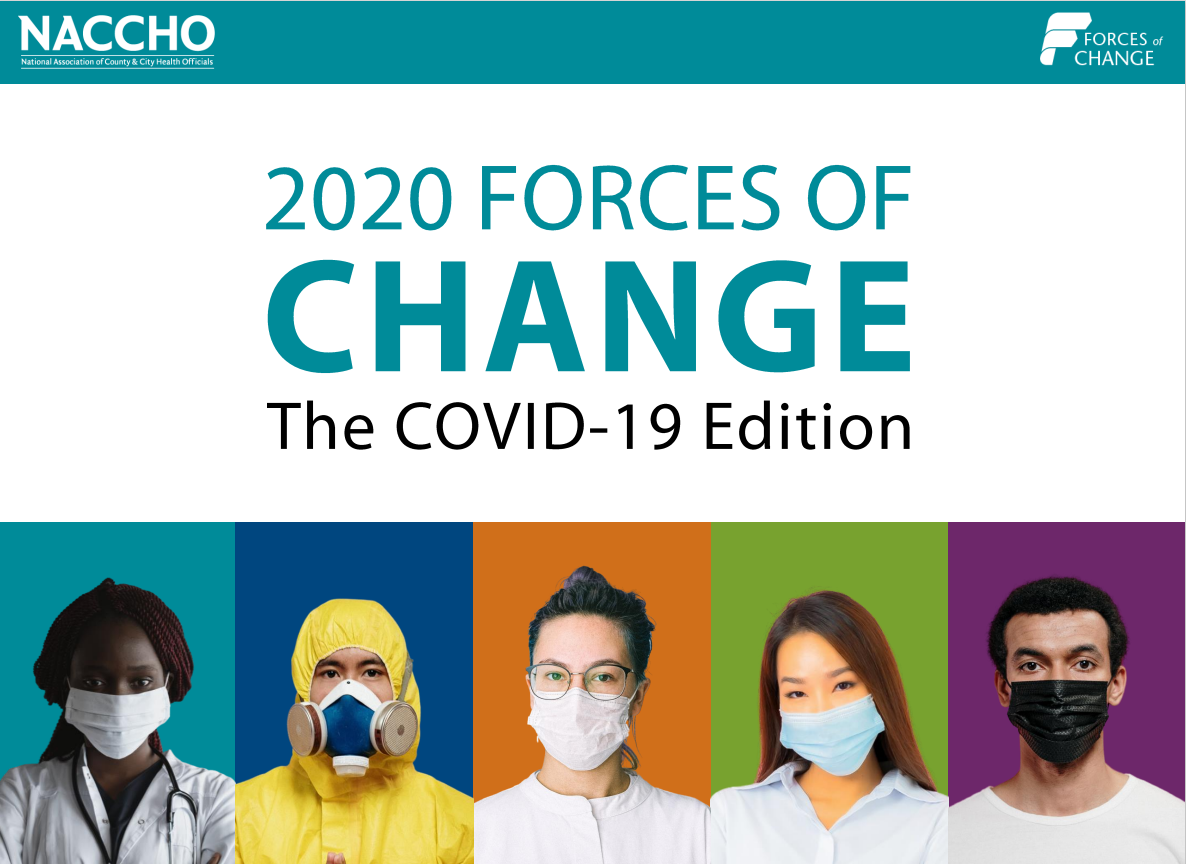 NACCHO
National Association of County & City Health Officials
FORCES of
CHANGE
2020 FORCES OF
CHANGE
The COVID-19 Edition